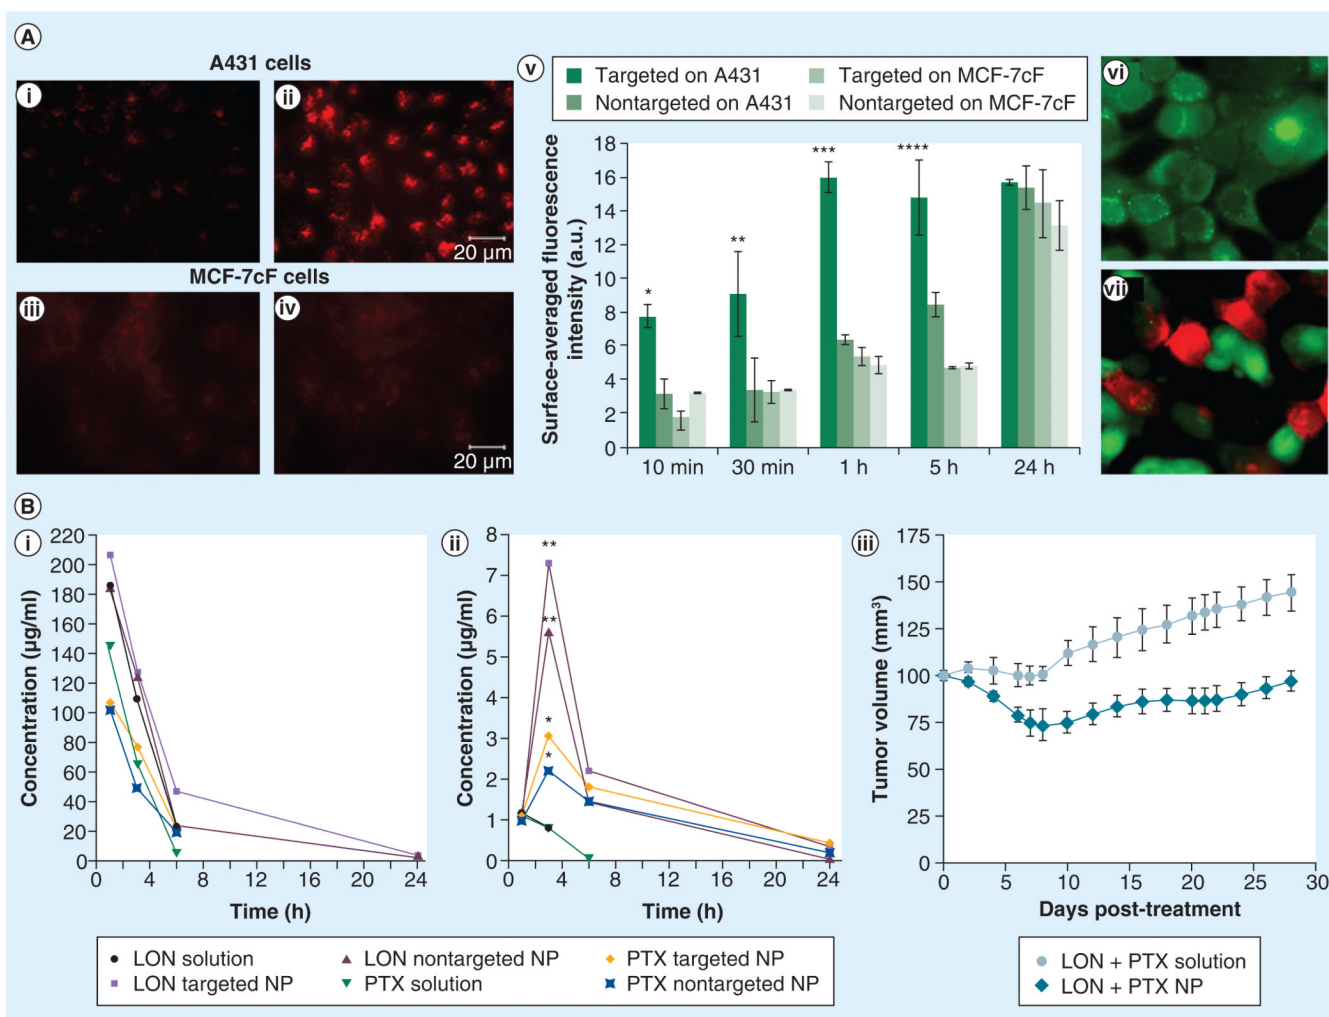 A
A431 cells
i
ii
20 µm
MCF-7cF cells
iii
iv
20 µm
v
Targeted on A431
Targeted on MCF-7cF
Nontargeted on A431
Nontargeted on MCF-7cF
Surface-averaged fluorescence
intensity (a.u.)
18
16
14
12
10
8
6
4
2
0
*
**
***
****
10 min
30 min
1 h
5 h
24 h
vi
vii
B
i
Concentration (µg/ml)
220
200
180
160
140
120
100
80
60
40
20
0
0 4 8 12 16 20 24
Time (h)
ii
Concentration (µg/ml)
8
7
6
5
4
3
2
1
0
**
**
*
*
0 4 8 12 16 20 24
Time (h)
LON solution
LON nontargeted NP
PTX targeted NP
LON targeted NP
PTX solution
PTX nontargeted NP
iii
Tumor volume (mm³)
175
150
125
100
75
50
25
0
0 5 10 15 20 25 30
Days post-treatment
LON + PTX solution
LON + PTX NP